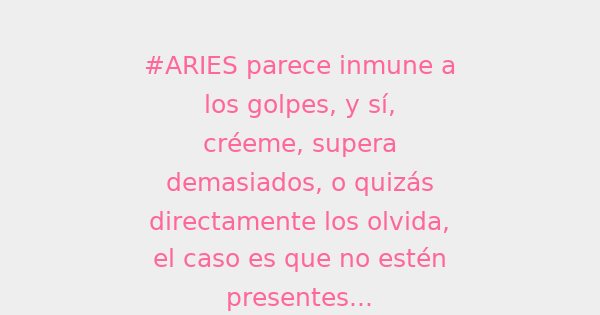 #ARIES parece inmune a
los golpes, y sí,
créeme, supera
demasiados, o quizás
directamente los olvida,
el caso es que no estén
presentes...